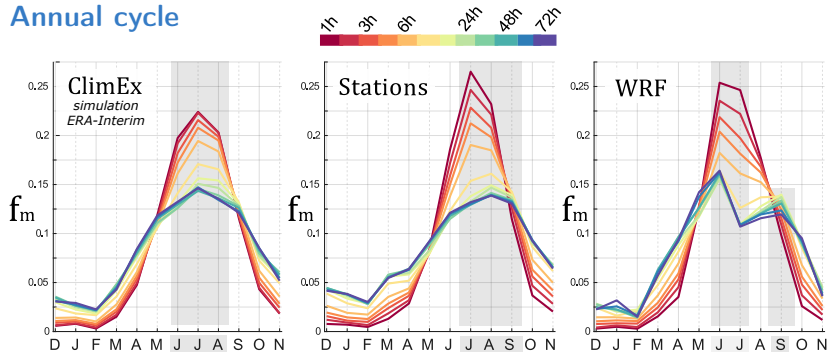 Annual cycle
1h 3h 6h 24h 48h 72h
ClimEx
simulation
ERA-Interim
Stations
WRF
0.25 0.25 0.25
0.2 0.2 0.2
0.15 0.15 0.15
fm fm fm
0.1 0.1 0.1
0.05 0.05 0.05
0 0 0
D J F M A M J J A S O N D J F M A M J J A S O N D J F M A M J J A S O N